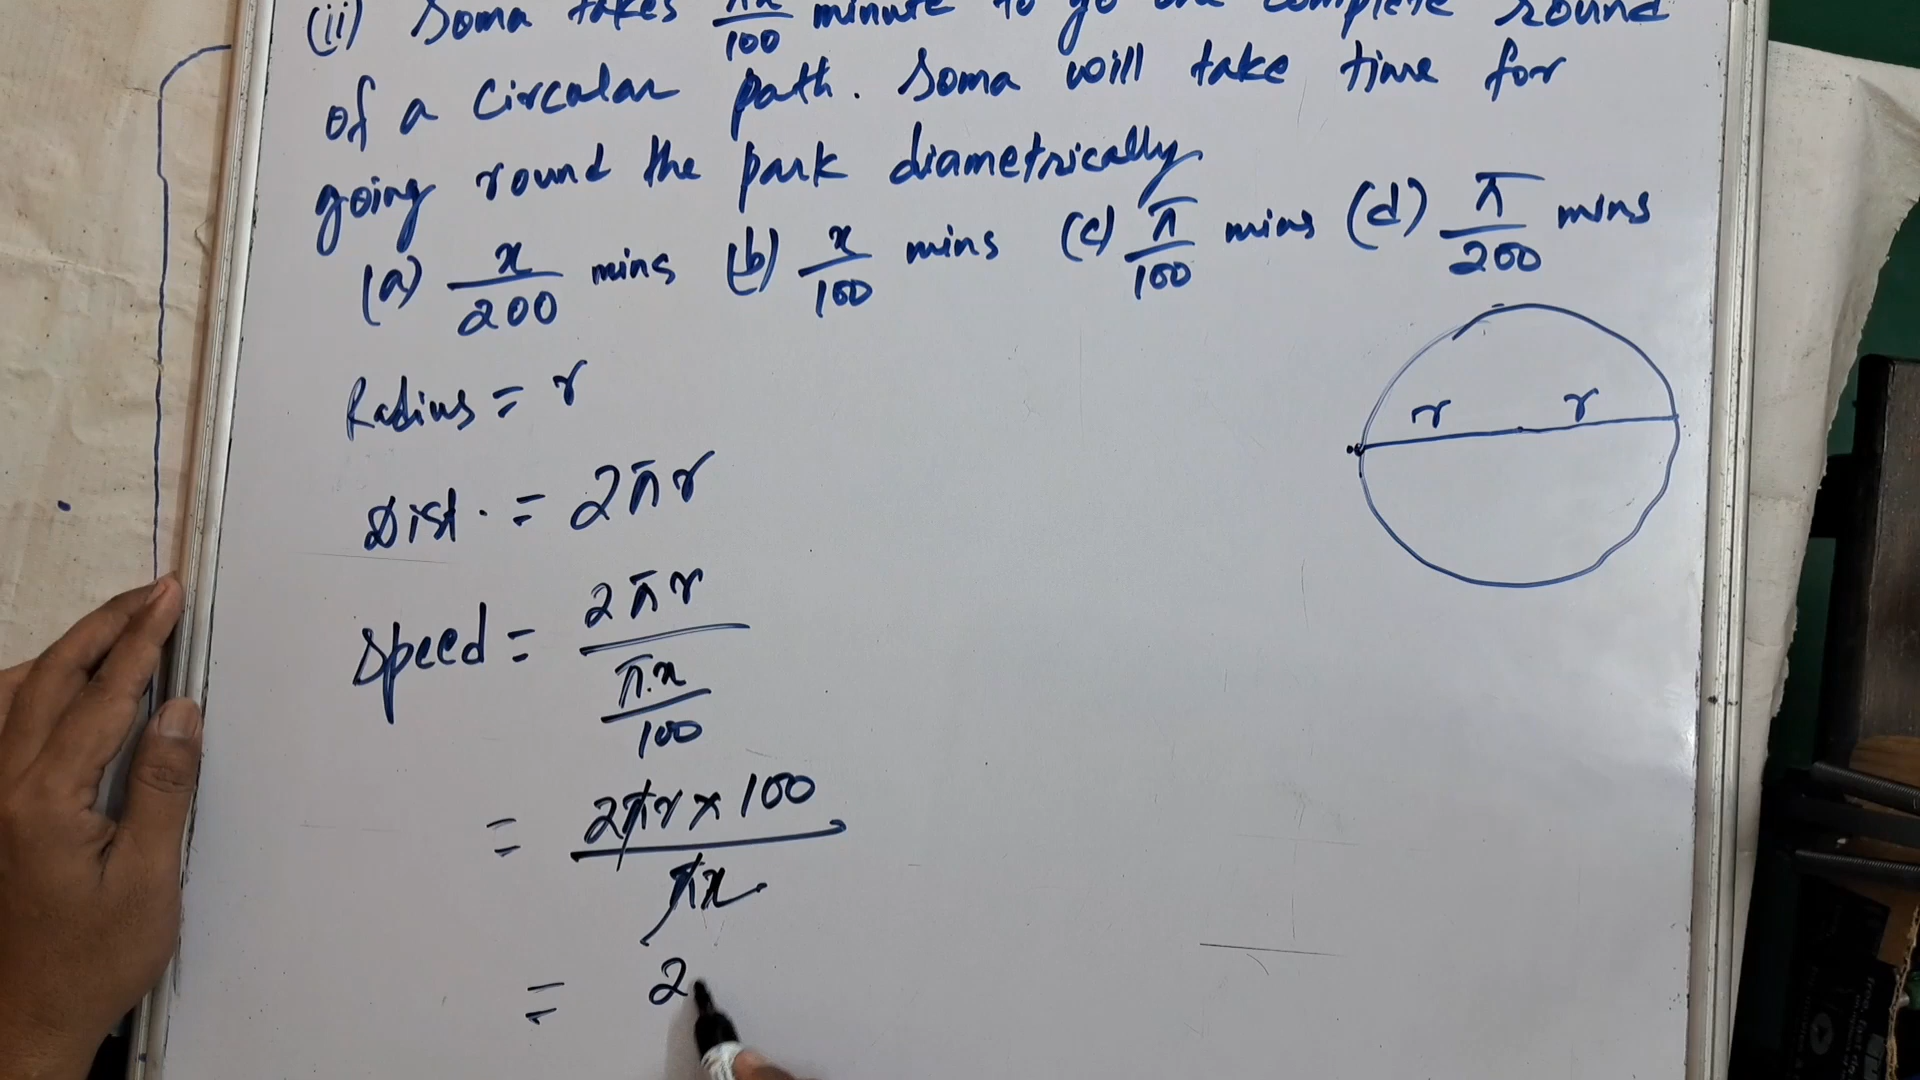 (ii) Soma takes πx/100 minute to go one complete round
of a circular path. Soma will take time for
going round the park diametrically
(a) x/200 mins (b) x/100 mins (c) π/100 mins (d) π/200 mins
r r
Radius = r
Dist. = 2πr
Speed = 2πr / (π.x/100)
= 2πr × 100 / πx
= 2